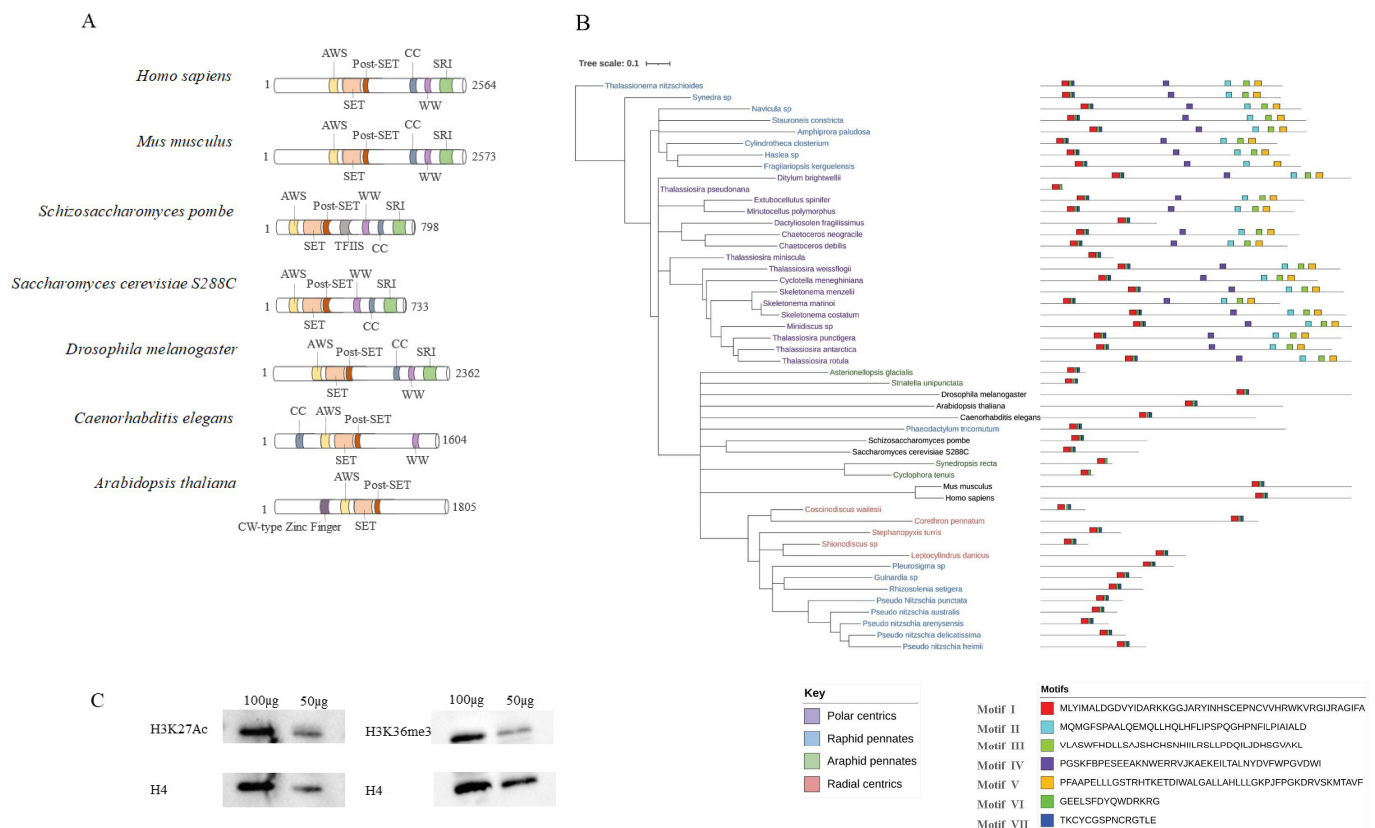 A
AWS
Post-SET
CC
SRI
Homo sapiens
1
2564
SET
WW
AWS
Post-SET
CC
SRI
Mus musculus
1
2573
SET
WW
AWS
Post-SET
WW
SRI
Schizosaccharomyces pombe
1
798
SET
TFIIS
CC
AWS
Post-SET
WW
SRI
Saccharomyces cerevisiae S288C
1
733
SET
CC
AWS
Post-SET
CC
SRI
Drosophila melanogaster
1
2362
SET
WW
CC
AWS
Post-SET
Caenorhabditis elegans
1
1604
SET
WW
AWS
Post-SET
Arabidopsis thaliana
1
1805
CW-type Zinc Finger
SET
B
Tree scale: 0.1
Thalassionema nitzschioides
Synedra sp
Navicula sp
Stauroneis constricta
Amphiprora paludosa
Cylindrotheca closterium
Haslea sp
Fragilariopsis kerguelensis
Ditylum brightwellii
Thalassiosira pseudonana
Extubocellulus spinifer
Minutocellus polymorphus
Dactyliosolen fragilissimus
Chaetoceros neogracile
Chaetoceros debilis
Thalassiosira miniscula
Thalassiosira weissflogii
Cyclotella meneghiniana
Skeletonema menzelii
Skeletonema marinoi
Skeletonema costatum
Minidiscus sp
Thalassiosira punctigera
Thalassiosira antarctica
Thalassiosira rotula
Asterionellopsis glacialis
Striatella unipunctata
Drosophila melanogaster
Arabidopsis thaliana
Caenorhabditis elegans
Phaeodactylum tricornutum
Schizosaccharomyces pombe
Saccharomyces cerevisiae S288C
Synedropsis recta
Cyclophora tenuis
Mus musculus
Homo sapiens
Coscinodiscus wailesii
Corethron pennatum
Stephanopyxis turris
Shionodiscus sp
Leptocylindrus danicus
Pleurosigma sp
Guinardia sp
Rhizosolenia setigera
Pseudo Nitzschia punctata
Pseudo nitzschia australis
Pseudo nitzschia arenysensis
Pseudo nitzschia delicatissima
Pseudo nitzschia heimii
C
100µg
50µg
H3K27Ac
H4
100µg
50µg
H3K36me3
H4
Key
Polar centrics
Raphid pennates
Araphid pennates
Radial centrics
Motifs
Motif I MLYIMALDGDVYIDARKKGGJARYINHSCEPNCVVHRWKVRGIJRAGIFA
Motif II MQMGFSPAALQEMQLLHQLHFLIPSPQGHPNFILPIAIALD
Motif III
Motif IV PGSKFBPESEEAKNWERRVJKAEKEILTALNYDVFWPGVDWI
Motif V PFAAPELLLGSTRHTKETDIWALGALLAHLLLGKPJFPGKDRVSKMTAVF
Motif VI GEELSFDYQWDRKRG
Motif VII TKCYCGSPNCRGTLE